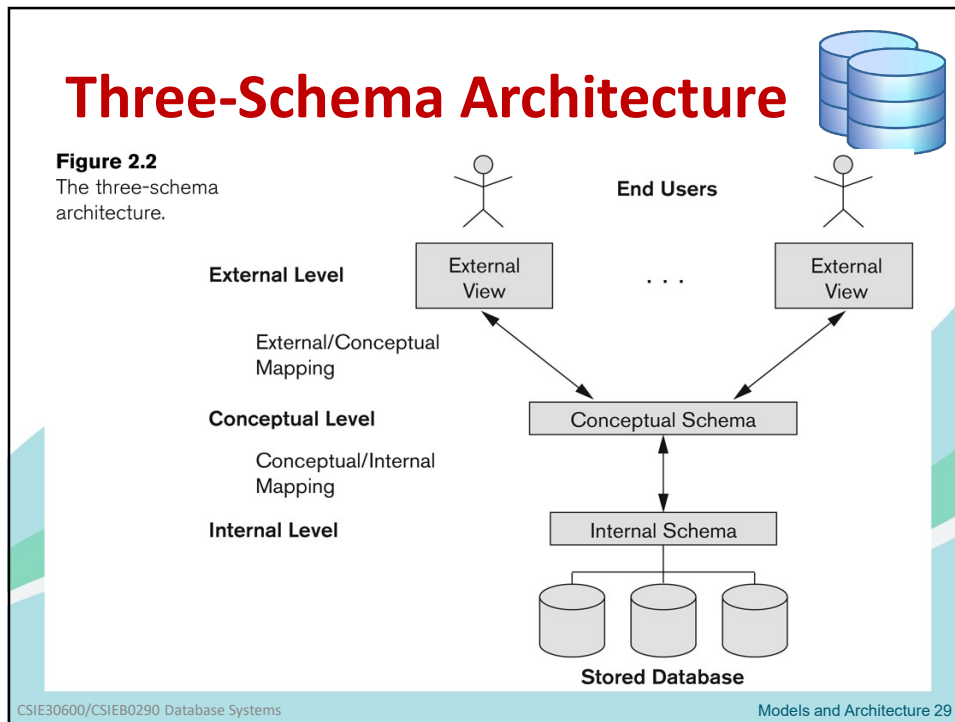 Three-Schema Architecture
Figure 2.2
The three-schema
architecture.
End Users
External Level
External
View
. . .
External
View
External/Conceptual
Mapping
Conceptual Level
Conceptual Schema
Conceptual/Internal
Mapping
Internal Level
Internal Schema
Stored Database
CSIE30600/CSIEB0290 Database Systems
Models and Architecture 29